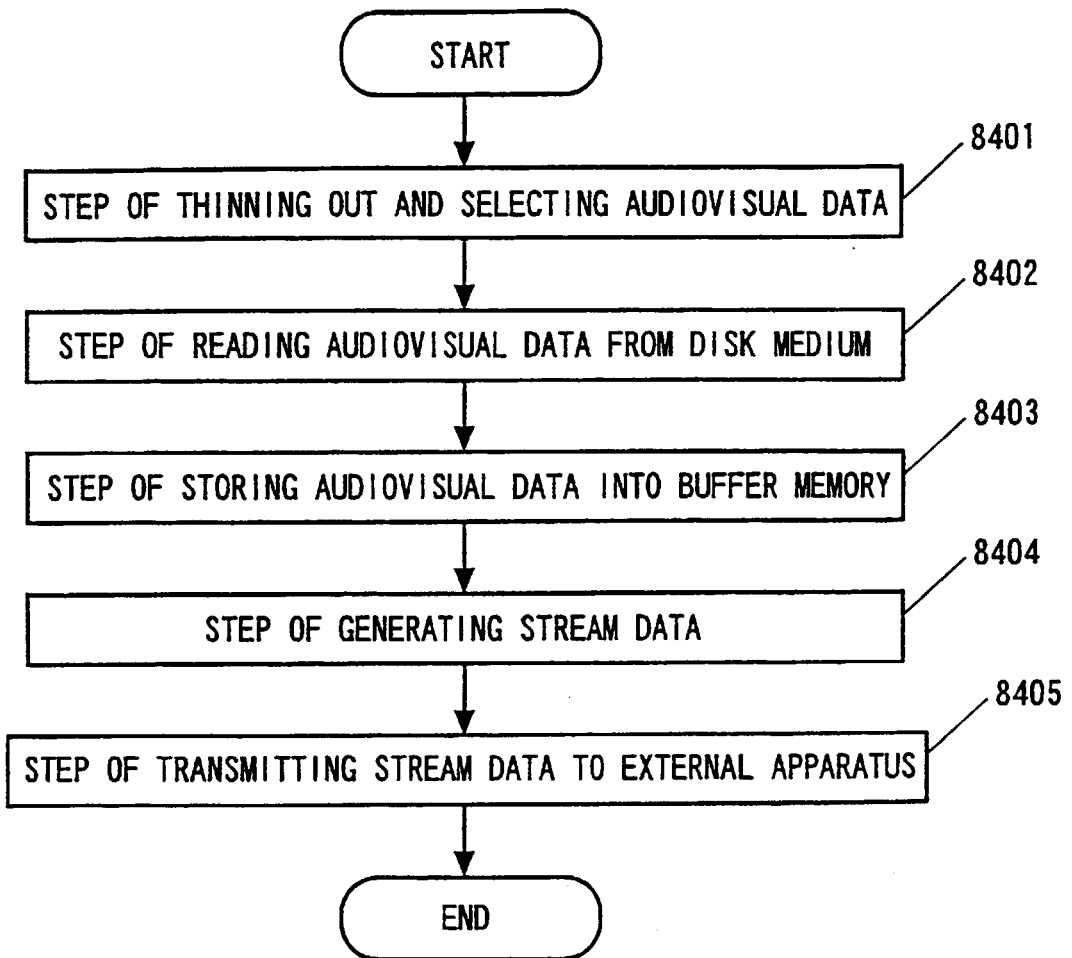 START
8401
STEP OF THINNING OUT AND SELECTING AUDIOVISUAL DATA
8402
STEP OF READING AUDIOVISUAL DATA FROM DISK MEDIUM
8403
STEP OF STORING AUDIOVISUAL DATA INTO BUFFER MEMORY
8404
STEP OF GENERATING STREAM DATA
8405
STEP OF TRANSMITTING STREAM DATA TO EXTERNAL APPARATUS
END